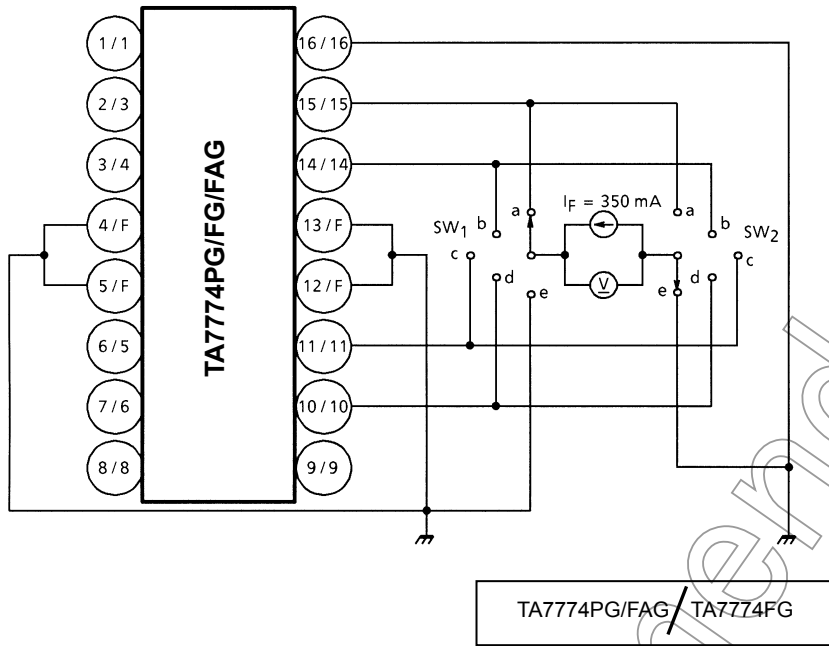 1 / 1
16 / 16
2 / 3
15 / 15
3 / 4
14 / 14
4 / F
13 / F
5 / F
12 / F
6 / 5
11 / 11
7 / 6
10 / 10
8 / 8
9 / 9
TA7774PG/FG/FAG
SW1
a
b
c
d
e
IF = 350 mA
V
SW2
a
b
c
d
e
TA7774PG/FAG / TA7774FG